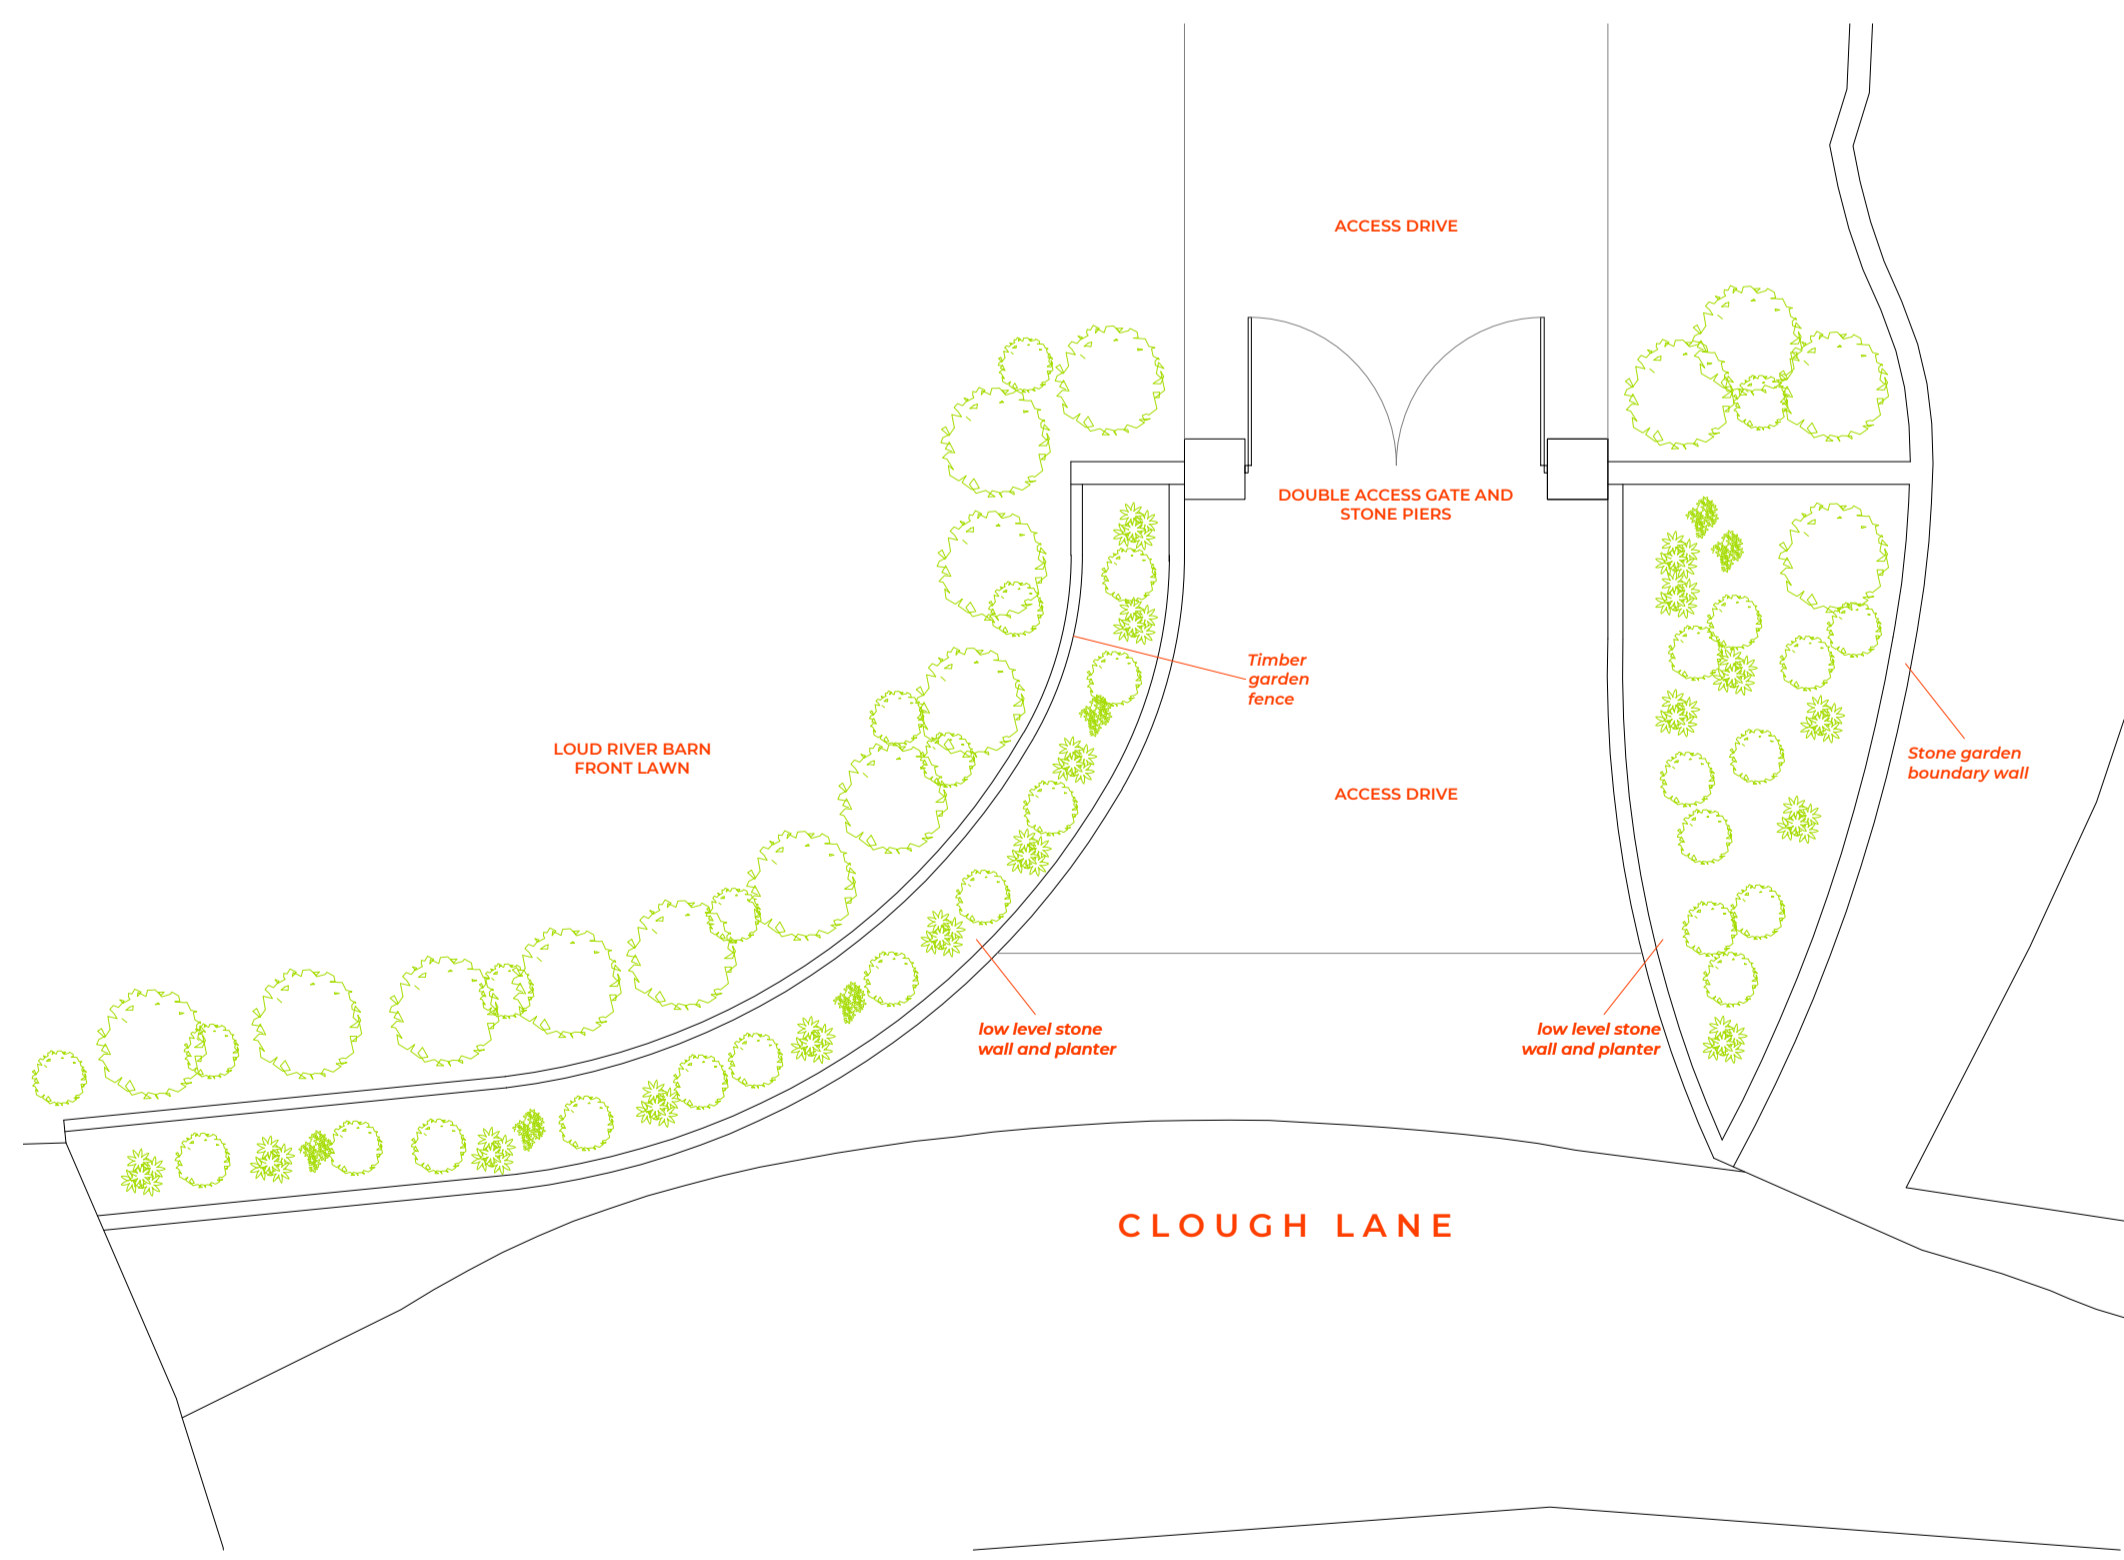 ACCESS DRIVE
DOUBLE ACCESS GATE AND
STONE PIERS
Timber
garden
fence
LOUD RIVER BARN
FRONT LAWN
Stone garden
boundary wall
ACCESS DRIVE
low level stone
wall and planter
low level stone
wall and planter
CLOUGH LANE